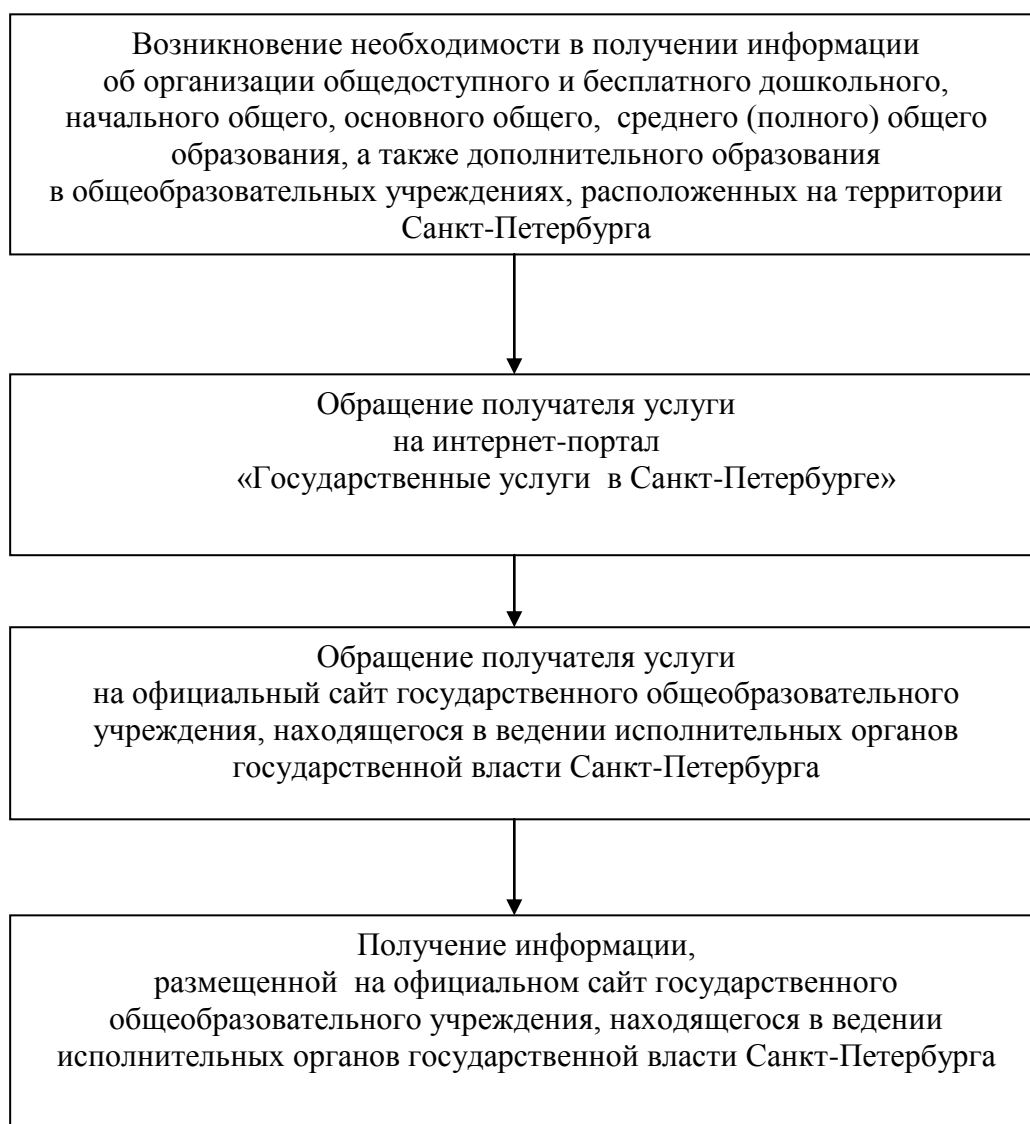 Возникновение необходимости в получении информации
об организации общедоступного и бесплатного дошкольного,
начального общего, основного общего, среднего (полного) общего
образования, а также дополнительного образования
в общеобразовательных учреждениях, расположенных на территории
Санкт-Петербурга
Обращение получателя услуги
на интернет-портал
«Государственные услуги в Санкт-Петербурге»
Обращение получателя услуги
на официальный сайт государственного общеобразовательного
учреждения, находящегося в ведении исполнительных органов
государственной власти Санкт-Петербурга
Получение информации,
размещенной на официальном сайт государственного
общеобразовательного учреждения, находящегося в ведении
исполнительных органов государственной власти Санкт-Петербурга